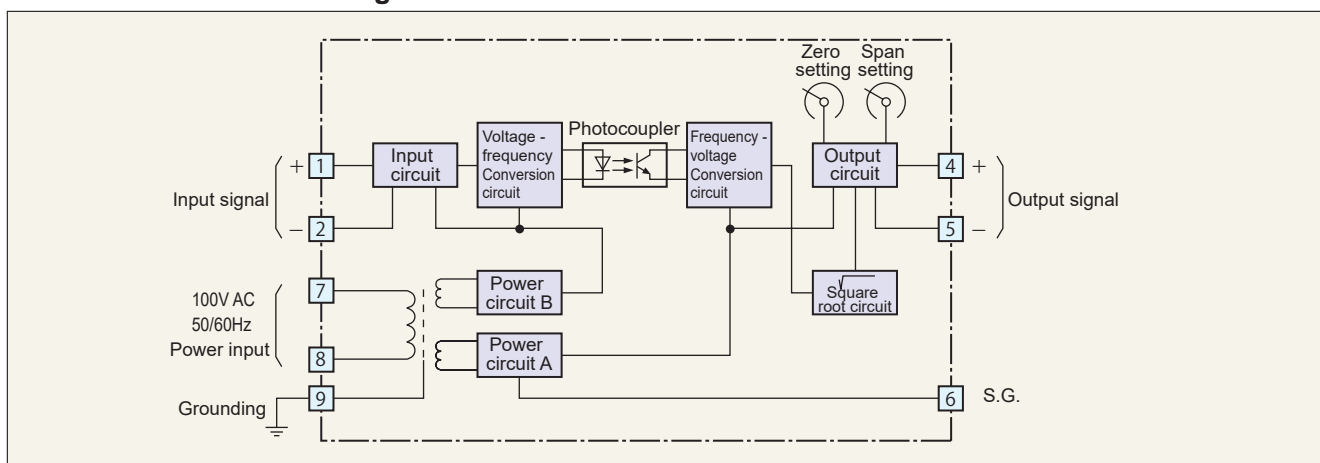 Zero setting
Span setting
Voltage -
frequency
Conversion
circuit
Photocoupler
Frequency -
voltage
Conversion
circuit
Input
circuit
Output
circuit
+ 1
Input signal
− 2
4 +
Output signal
5 −
7
100V AC
50/60Hz
Power input
8
Power
circuit B
Power
circuit A
√
Square
root circuit
Grounding
9
6 S.G.